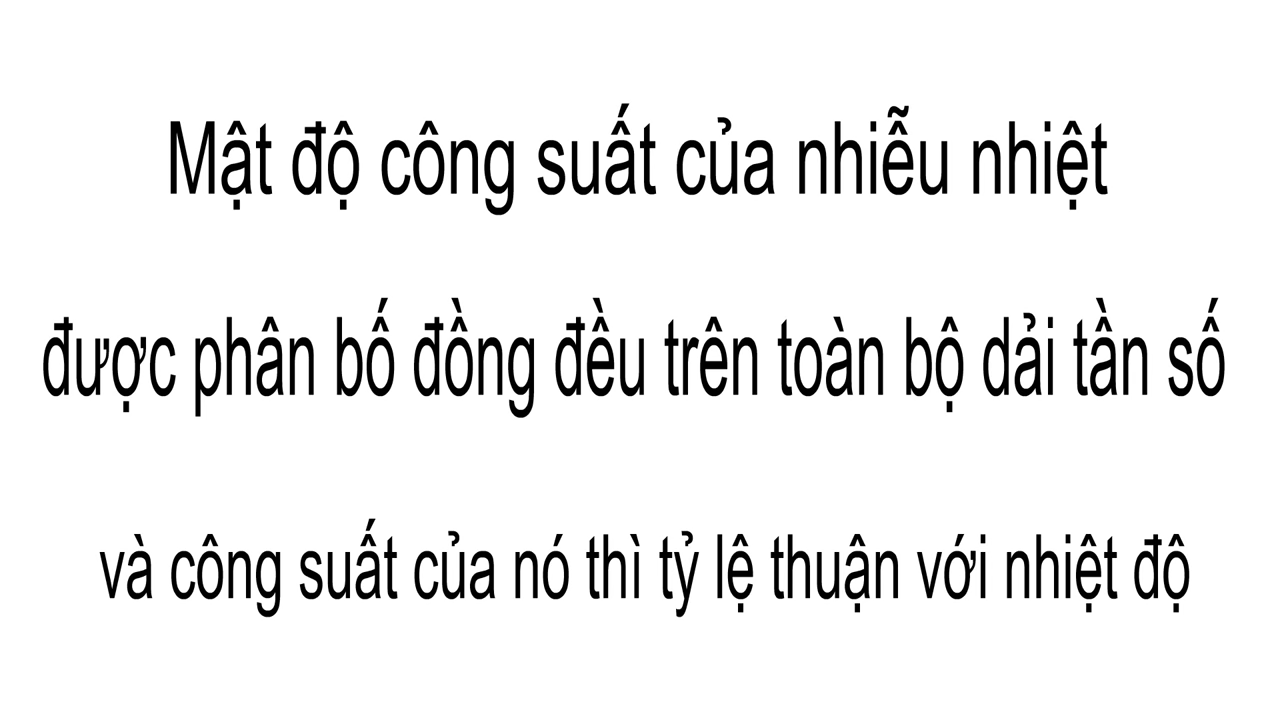 Mật độ công suất của nhiễu nhiệt
được phân bố đồng đều trên toàn bộ dải tần số
và công suất của nó thì tỷ lệ thuận với nhiệt độ